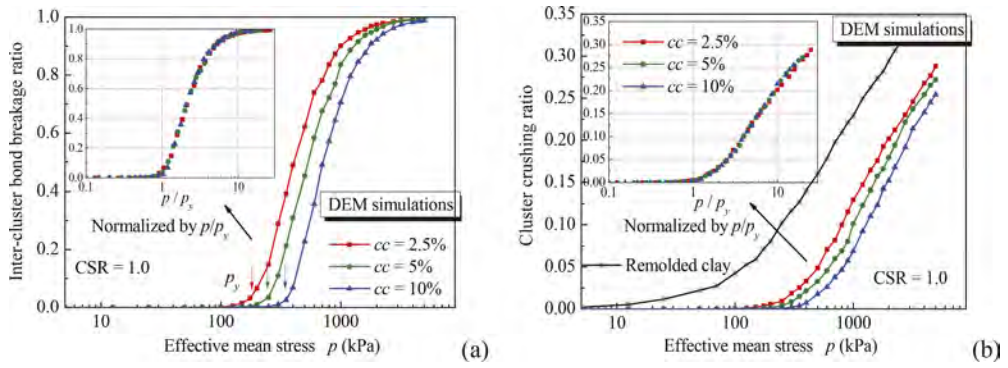 Inter-cluster bond breakage ratio
1.0
0.8
0.6
0.4
0.2
0.0
1.0
0.8
0.6
0.4
0.2
0.0
0.1
1
10
p / p_y
Normalized by p/p_y
CSR = 1.0
p_y
DEM simulations
cc = 2.5%
cc = 5%
cc = 10%
10
100
1000
Effective mean stress p (kPa)
(a)
Cluster crushing ratio
0.35
0.30
0.25
0.20
0.15
0.10
0.05
0.00
0.30
0.25
0.20
0.15
0.10
0.05
0.00
0.1
1
10
p / p_y
Normalized by p/p_y
cc = 2.5%
cc = 5%
cc = 10%
DEM simulations
Remolded clay
CSR = 1.0
10
100
1000
Effective mean stress p (kPa)
(b)